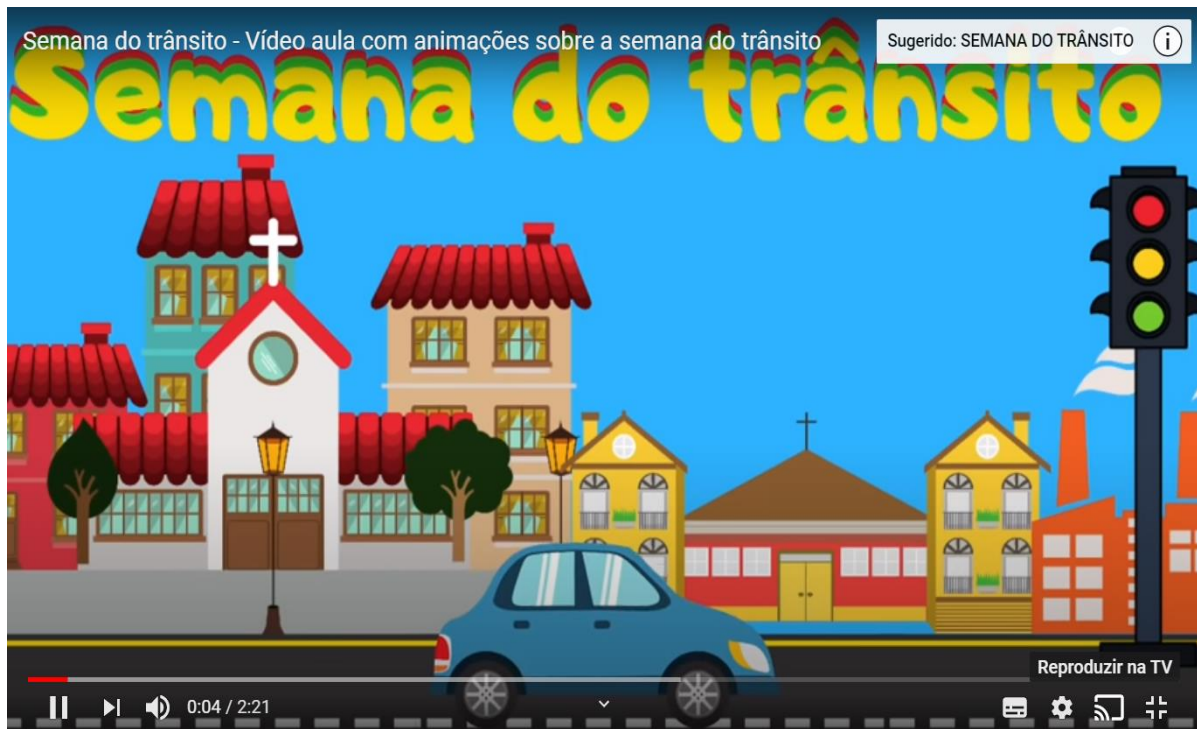 Semana do trânsito - Vídeo aula com animações sobre a semana do trânsito
Sugerido: SEMANA DO TRÂNSITO
Semana do trânsito
Reproduzir na TV
0:04 / 2:21